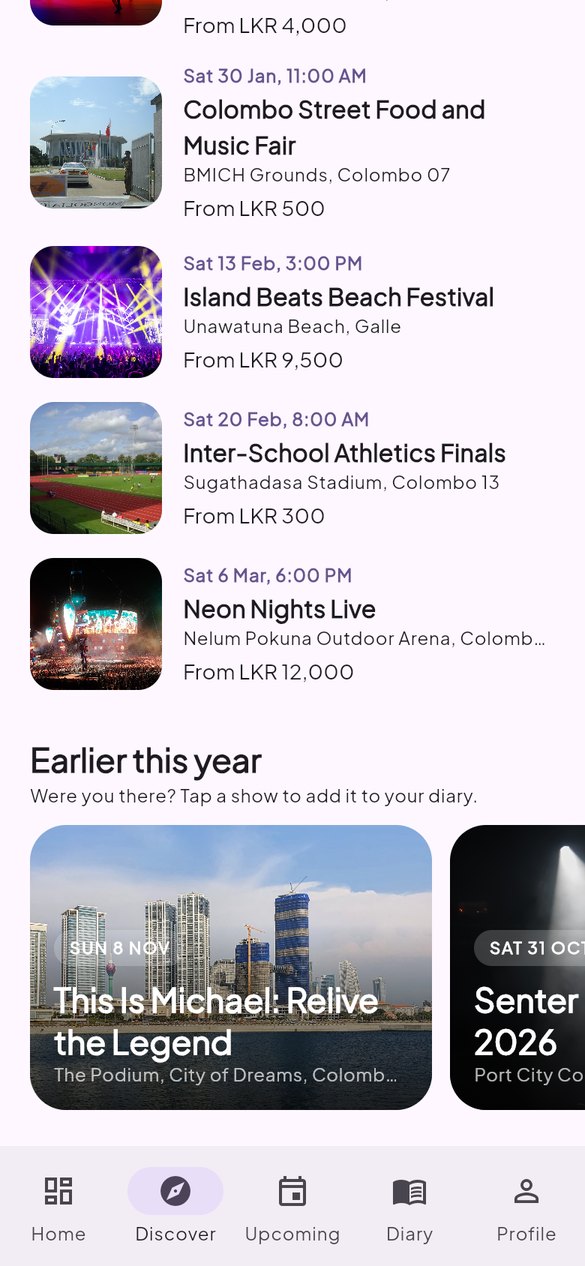 From LKR 4,000
Sat 30 Jan, 11:00 AM
Colombo Street Food and
Music Fair
BMICH Grounds, Colombo 07
From LKR 500
Sat 13 Feb, 3:00 PM
Island Beats Beach Festival
Unawatuna Beach, Galle
From LKR 9,500
Sat 20 Feb, 8:00 AM
Inter-School Athletics Finals
Sugathadasa Stadium, Colombo 13
From LKR 300
Sat 6 Mar, 6:00 PM
Neon Nights Live
Nelum Pokuna Outdoor Arena, Colomb...
From LKR 12,000
Earlier this year
Were you there? Tap a show to add it to your diary.
SUN 8 NOV
This Is Michael: Relive
the Legend
The Podium, City of Dreams, Colomb...
SAT 31 OCT
Senter
2026
Port City Co
Home
Discover
Upcoming
Diary
Profile